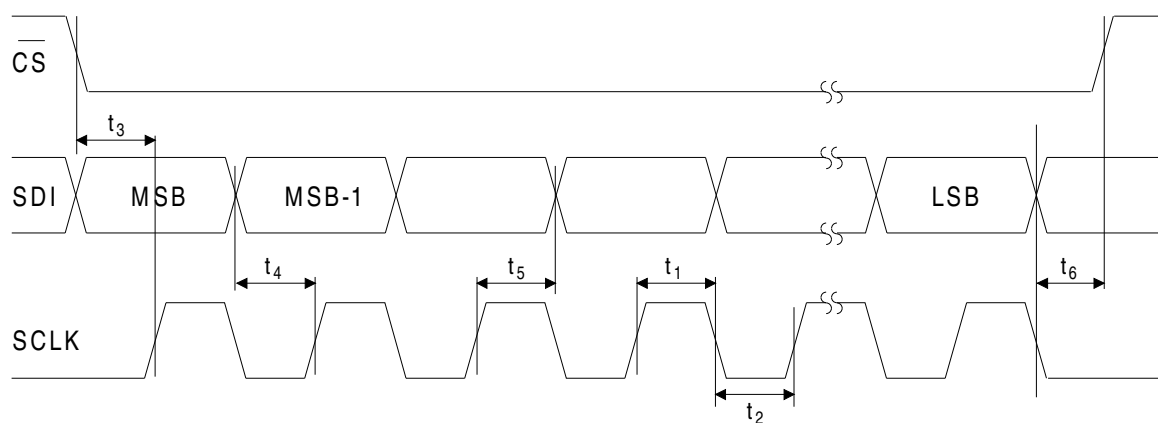 CS
t3
SDI MSB MSB-1 LSB
t4 t5 t1 t6
SCLK
t2